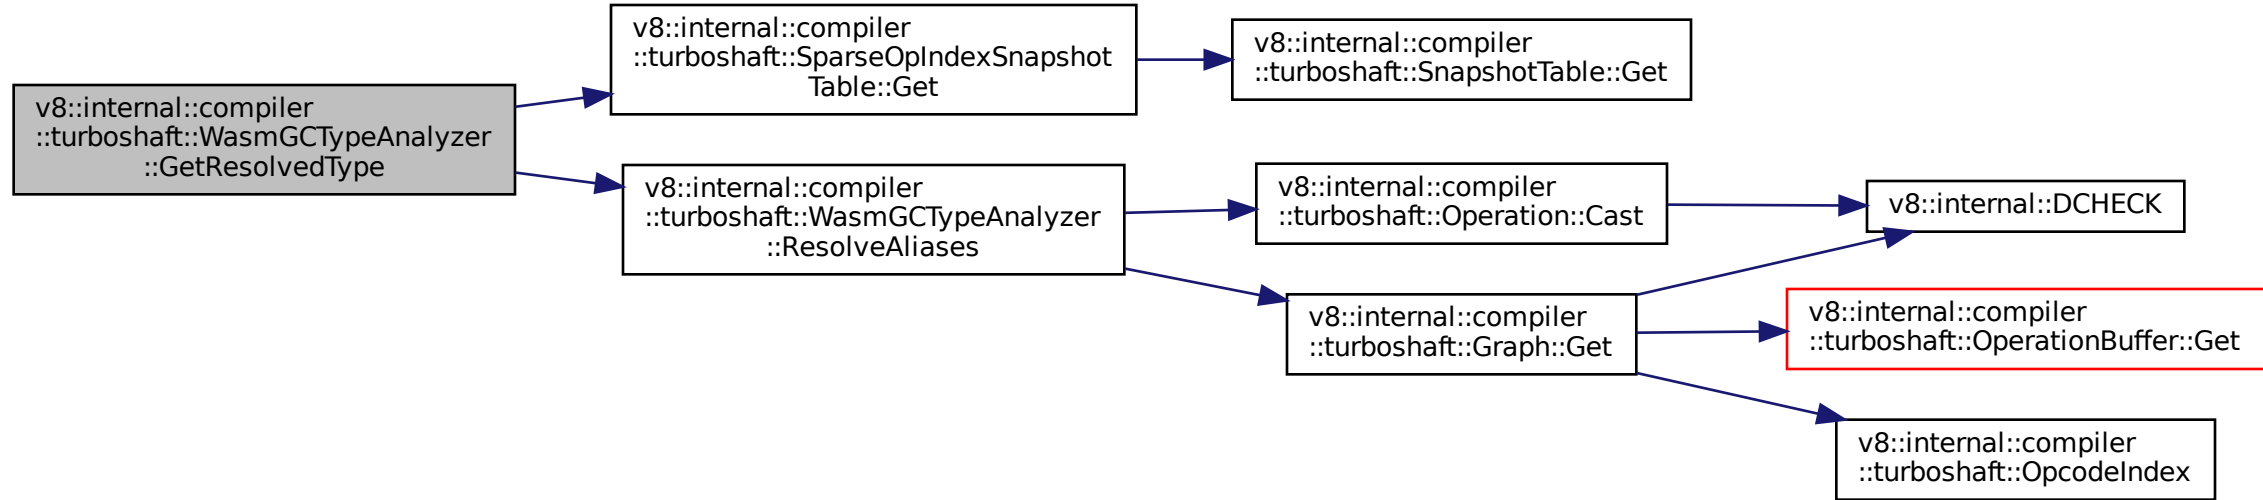 v8::internal::compiler
::turboshaft::WasmGCTypeAnalyzer
::GetResolvedType
v8::internal::compiler
::turboshaft::SparseOpIndexSnapshot
Table::Get
v8::internal::compiler
::turboshaft::SnapshotTable::Get
v8::internal::compiler
::turboshaft::WasmGCTypeAnalyzer
::ResolveAliases
v8::internal::compiler
::turboshaft::Operation::Cast
v8::internal::DCHECK
v8::internal::compiler
::turboshaft::Graph::Get
v8::internal::compiler
::turboshaft::OperationBuffer::Get
v8::internal::compiler
::turboshaft::OpcodeIndex